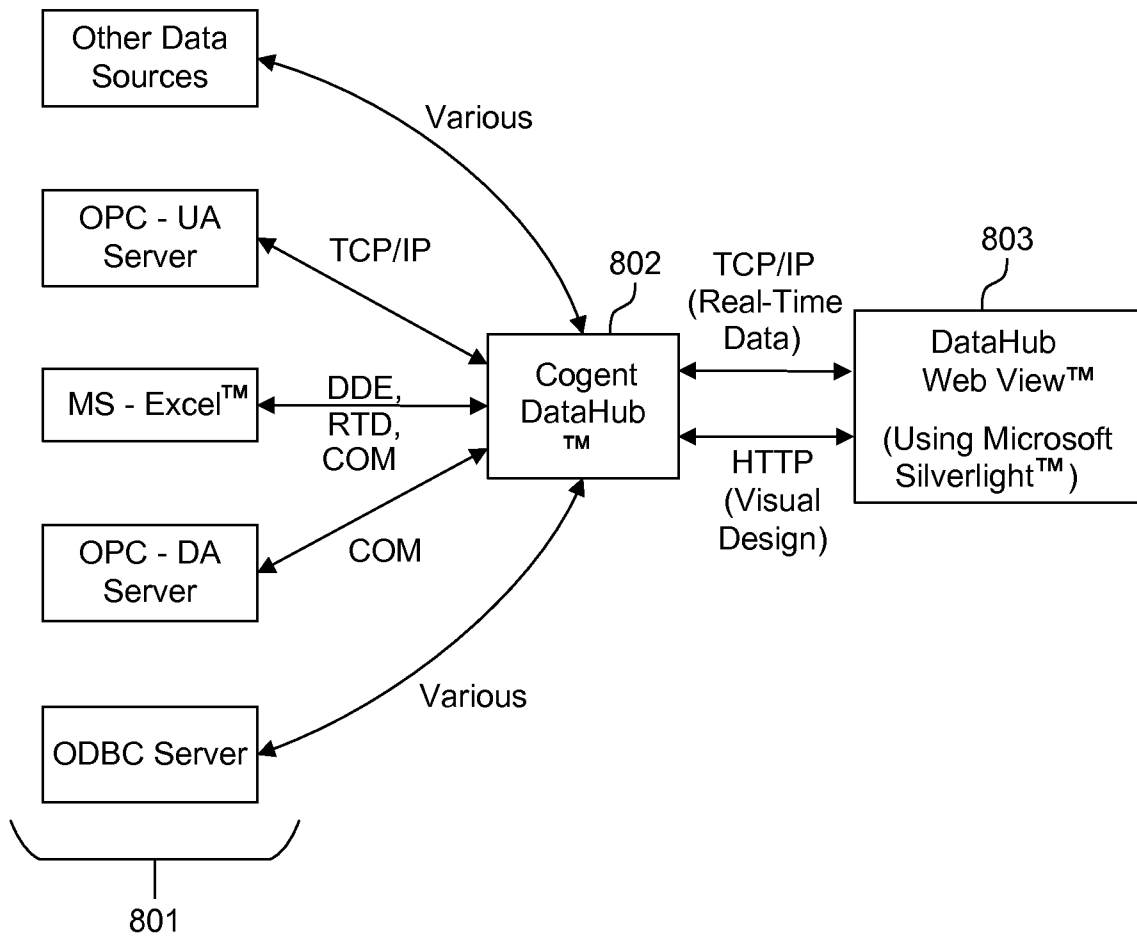 Other Data
Sources
Various
OPC - UA
Server
TCP/IP
MS - Excel™
DDE,
RTD,
COM
OPC - DA
Server
COM
ODBC Server
Various
801
802
Cogent
DataHub
™
TCP/IP
(Real-Time
Data)
HTTP
(Visual
Design)
803
DataHub
Web View™
(Using Microsoft
Silverlight™)